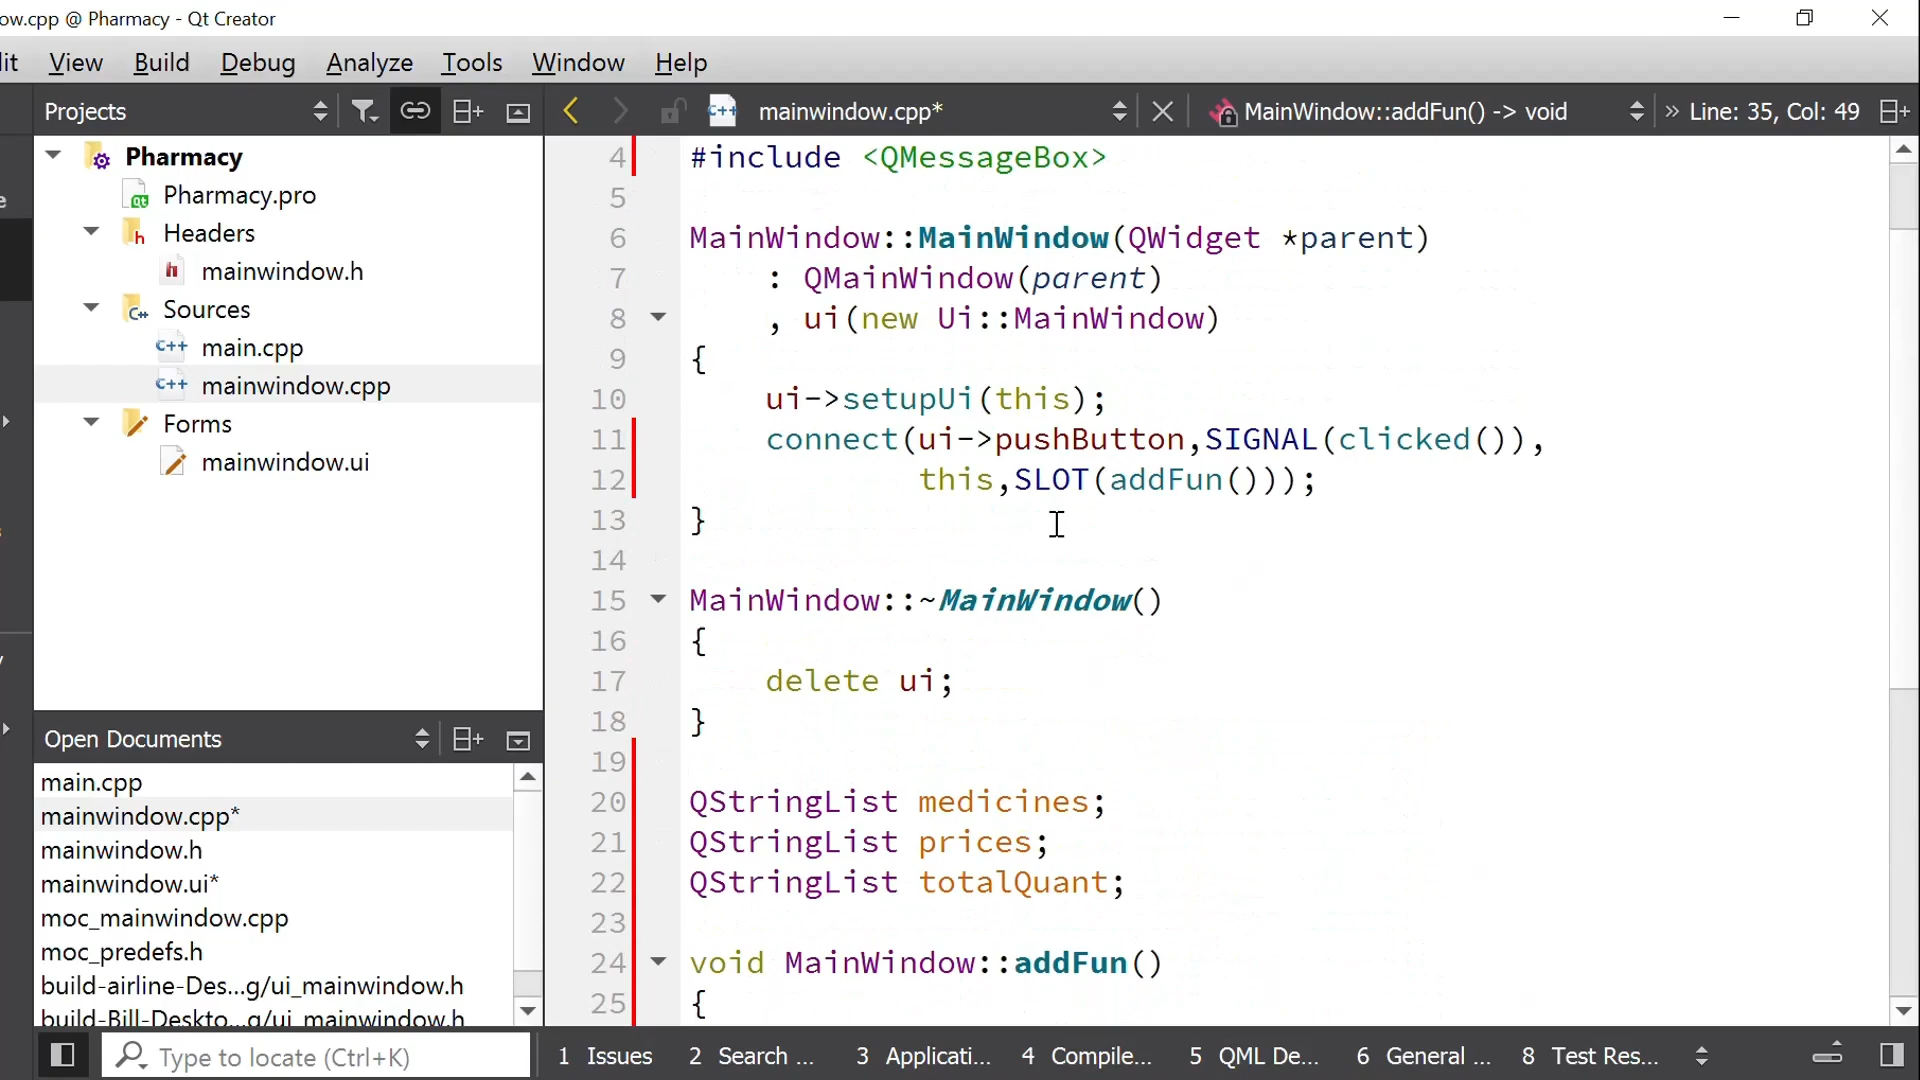 ow.cpp @ Pharmacy - Qt Creator
it View Build Debug Analyze Tools Window Help
Projects
mainwindow.cpp*
MainWindow::addFun() -> void
» Line: 35, Col: 49
Pharmacy
Pharmacy.pro
Headers
mainwindow.h
Sources
main.cpp
mainwindow.cpp
Forms
mainwindow.ui
Open Documents
main.cpp
mainwindow.cpp*
mainwindow.h
mainwindow.ui*
moc_mainwindow.cpp
moc_predefs.h
build-airline-Des...g/ui_mainwindow.h
build-Bill-Deskto...g/ui_mainwindow.h
4 #include <QMessageBox>
5
6 MainWindow::MainWindow(QWidget *parent)
7 : QMainWindow(parent)
8 , ui(new Ui::MainWindow)
9 {
10 ui->setupUi(this);
11 connect(ui->pushButton,SIGNAL(clicked()),
12 this,SLOT(addFun()));
13 }
14
15 MainWindow::~MainWindow()
16 {
17 delete ui;
18 }
19
20 QStringList medicines;
21 QStringList prices;
22 QStringList totalQuant;
23
24 void MainWindow::addFun()
25 {
Type to locate (Ctrl+K)
1 Issues 2 Search ... 3 Applicati... 4 Compile... 5 QML De... 6 General ... 8 Test Res...